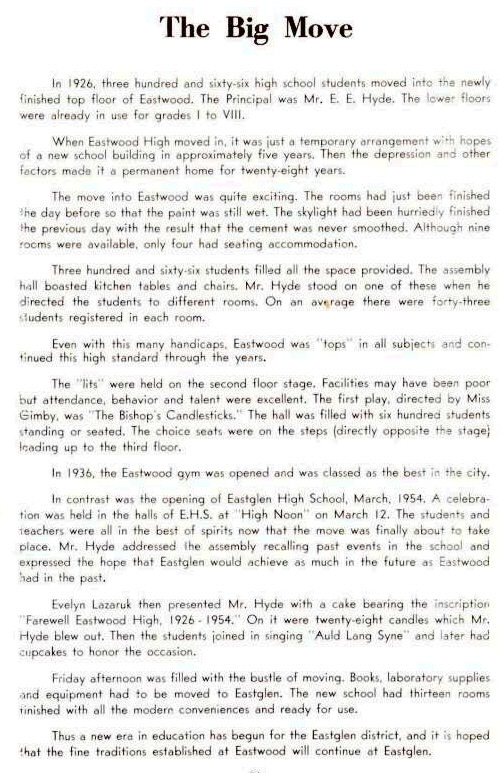 The Big Move
In 1926, three hundred and sixty-six high school students moved into the newly
finished top floor of Eastwood. The Principal was Mr. E. E. Hyde. The lower floors
were already in use for grades I to VIII.
When Eastwood High moved in, it was just a temporary arrangement with hopes
of a new school building in approximately five years. Then the depression and other
factors made it a permanent home for twenty-eight years.
The move into Eastwood was quite exciting. The rooms had just been finished
the day before so that the paint was still wet. The skylight had been hurriedly finished
the previous day with the result that the cement was never smoothed. Although nine
rooms were available, only four had seating accommodation.
Three hundred and sixty-six students filled all the space provided. The assembly
hall boasted kitchen tables and chairs. Mr. Hyde stood on one of these when he
directed the students to different rooms. On an average there were forty-three
students registered in each room.
Even with this many handicaps, Eastwood was "tops" in all subjects and con-
tinued this high standard through the years.
The "lits" were held on the second floor stage. Facilities may have been poor
but attendance, behavior and talent were excellent. The first play, directed by Miss
Gimby, was "The Bishop's Candlesticks." The hall was filled with six hundred students
standing or seated. The choice seats were on the steps (directly opposite the stage)
leading up to the third floor.
In 1936, the Eastwood gym was opened and was classed as the best in the city.
In contrast was the opening of Eastglen High School, March, 1954. A celebra-
tion was held in the halls of E.H.S. at "High Noon" on March 12. The students and
teachers were all in the best of spirits now that the move was finally about to take
place. Mr. Hyde addressed the assembly recalling past events in the school and
expressed the hope that Eastglen would achieve as much in the future as Eastwood
had in the past.
Evelyn Lazaruk then presented Mr. Hyde with a cake bearing the inscription
"Farewell Eastwood High, 1926 - 1954." On it were twenty-eight candles which Mr.
Hyde blew out. Then the students joined in singing "Auld Lang Syne" and later had
cupcakes to honor the occasion.
Friday afternoon was filled with the bustle of moving. Books, laboratory supplies
and equipment had to be moved to Eastglen. The new school had thirteen rooms
finished with all the modern conveniences and ready for use.
Thus a new era in education has begun for the Eastglen district, and it is hoped
that the fine traditions established at Eastwood will continue at Eastglen.